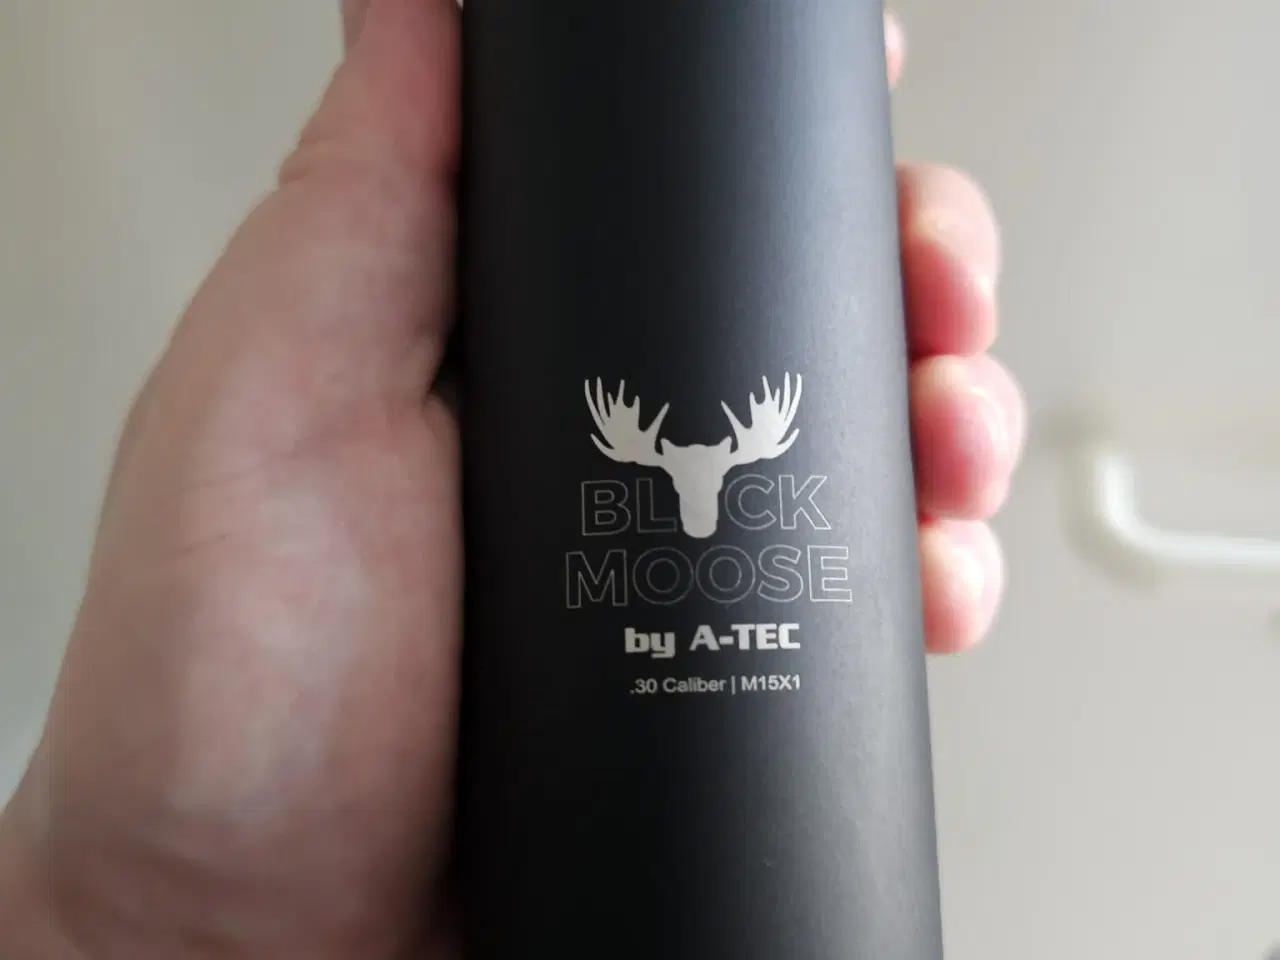 BLACK
MOOSE
by A-TEC
.30 Caliber | M15X1